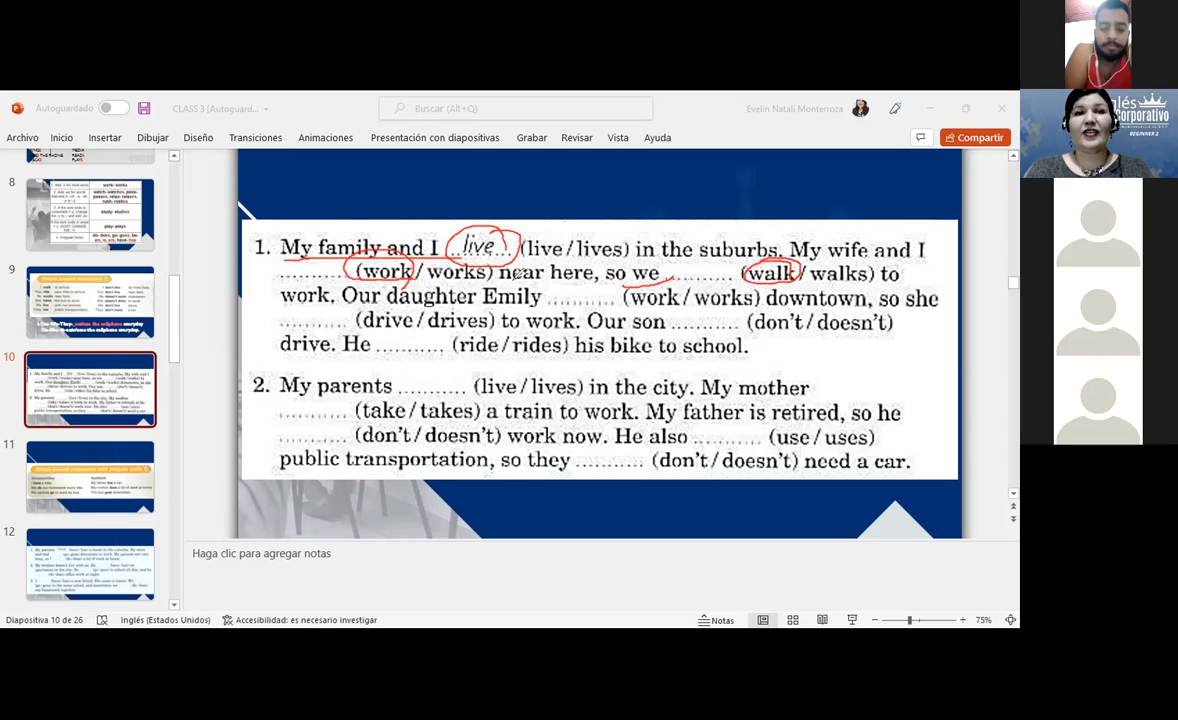 Autoguardado
CLASS 3 [Autoguard...
Buscar (Alt+Q)
Evelin Natali Monterroza
Archivo Inicio Insertar Dibujar Diseño Transiciones Animaciones Presentación con diapositivas Grabar Revisar Vista Ayuda
Compartir
8
9
10
11
12
1. My family and I ..live.. (live/lives) in the suburbs. My wife and I
.......... (work/works) near here, so we .......... (walk/walks) to
work. Our daughter Emily .......... (work/works) downtown, so she
.......... (drive/drives) to work. Our son .......... (don't/doesn't)
drive. He .......... (ride/rides) his bike to school.
2. My parents .......... (live/lives) in the city. My mother
.......... (take/takes) a train to work. My father is retired, so he
.......... (don't/doesn't) work now. He also .......... (use/uses)
public transportation, so they .......... (don't/doesn't) need a car.
Haga clic para agregar notas
Diapositiva 10 de 26 Inglés (Estados Unidos) Accesibilidad: es necesario investigar Notas 75%
glés
Corporativo
BEGINNER 2